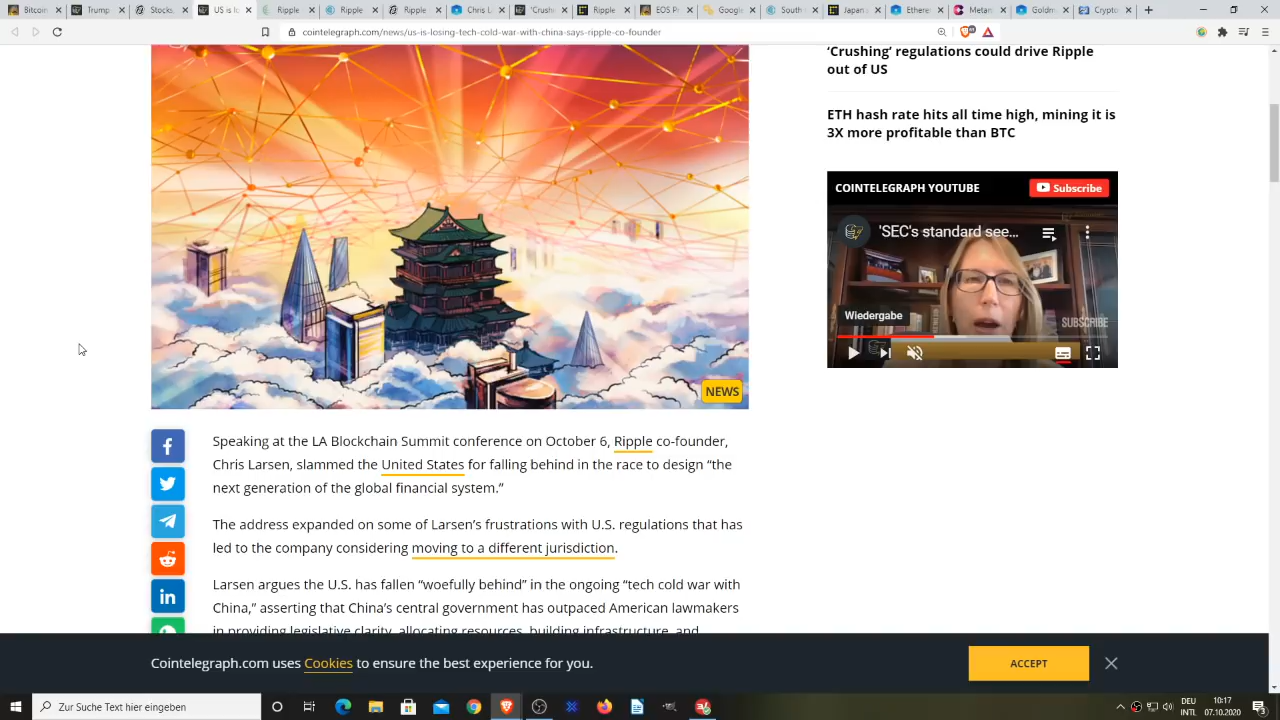 Bitcoin
Trump
Stocks.
US is lo
Ripple
Ripple
Ripple
Chris L
'Crushi
Ripple
EOS Pr
Google
South
Japan
Ethere
Metam
Goldm
Crypto
cointelegraph.com/news/us-is-losing-tech-cold-war-with-china-says-ripple-co-founder
'Crushing' regulations could drive Ripple
out of US
ETH hash rate hits all time high, mining it is
3X more profitable than BTC
COINTELEGRAPH YOUTUBE
Subscribe
'SEC's standard see...
Wiedergabe
SUBSCRIBE
NEWS
Speaking at the LA Blockchain Summit conference on October 6, Ripple co-founder,
Chris Larsen, slammed the United States for falling behind in the race to design “the
next generation of the global financial system.”
The address expanded on some of Larsen’s frustrations with U.S. regulations that has
led to the company considering moving to a different jurisdiction.
Larsen argues the U.S. has fallen “woefully behind” in the ongoing “tech cold war with
China,” asserting that China’s central government has outpaced American lawmakers
in providing legislative clarity, allocating resources, building infrastructure, and
Cointelegraph.com uses Cookies to ensure the best experience for you.
ACCEPT
Zur Suche Text hier eingeben
DEU
INTL
10:17
07.10.2020